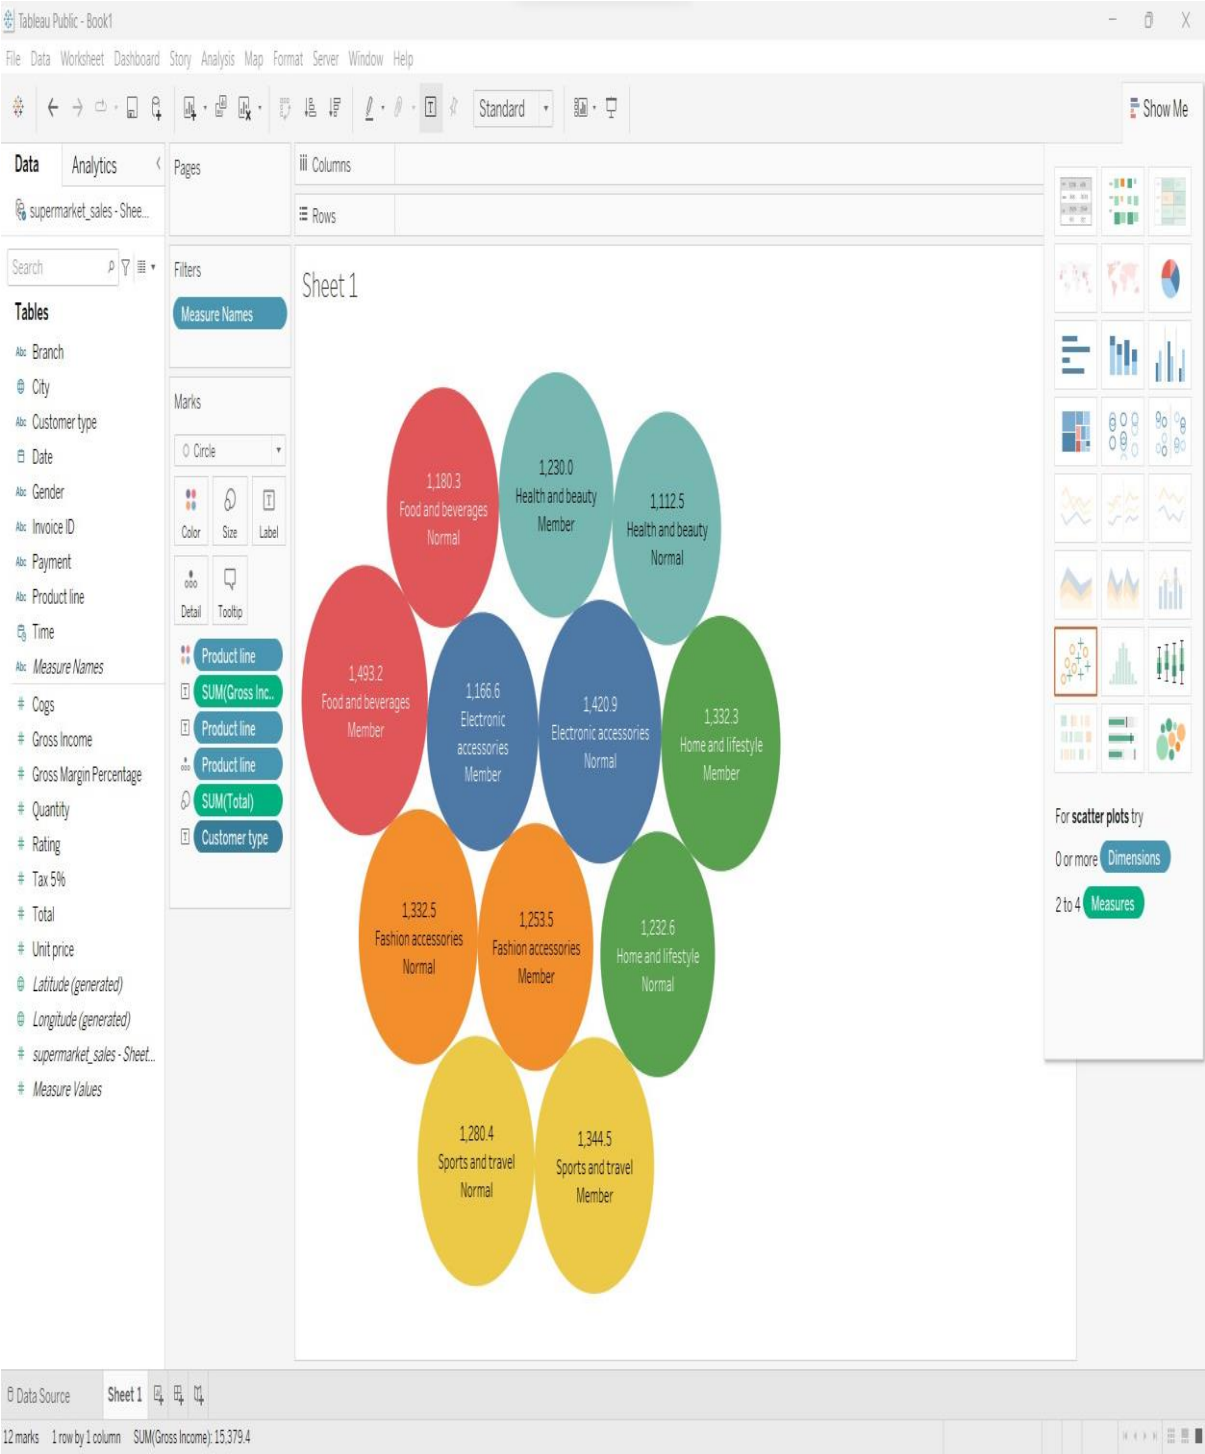 Tableau Public - Book1
File Data Worksheet Dashboard Story Analysis Map Format Server Window Help
Standard
Show Me
Data
Analytics
Pages
Columns
supermarket_sales - Shee...
Rows
Search
Filters
Measure Names
Sheet 1
Tables
Abc Branch
City
Abc Customer type
Date
Abc Gender
Abc Invoice ID
Abc Payment
Abc Product line
Time
Abc Measure Names
# Cogs
# Gross Income
# Gross Margin Percentage
# Quantity
# Rating
# Tax 5%
# Total
# Unit price
Latitude (generated)
Longitude (generated)
# supermarket_sales - Sheet...
# Measure Values
Marks
Circle
Color
Size
Label
Detail
Tooltip
Product line
SUM(Gross Inc..
Product line
Product line
SUM(Total)
Customer type
1,180.3
Food and beverages
Normal
1,230.0
Health and beauty
Member
1,112.5
Health and beauty
Normal
1,493.2
Food and beverages
Member
1,166.6
Electronic
accessories
Member
1,420.9
Electronic accessories
Normal
1,332.3
Home and lifestyle
Member
1,332.5
Fashion accessories
Normal
1,253.5
Fashion accessories
Member
1,232.6
Home and lifestyle
Normal
1,280.4
Sports and travel
Normal
1,344.5
Sports and travel
Member
For scatter plots try
0 or more Dimensions
2 to 4 Measures
Data Source
Sheet 1
12 marks 1 row by 1 column SUM(Gross Income): 15,379.4